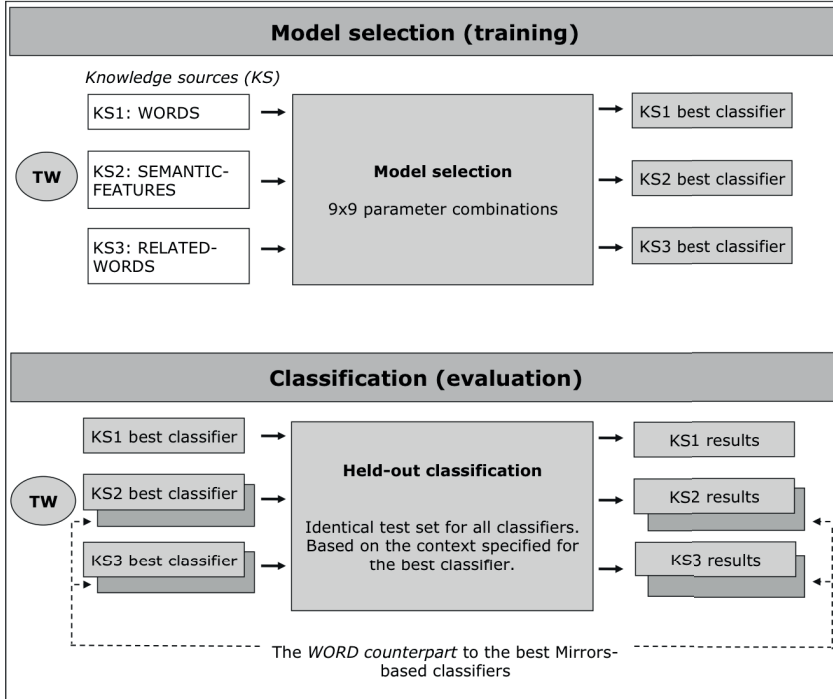 Model selection (training)
Knowledge sources (KS)
KS1: WORDS
KS1 best classifier
TW
KS2: SEMANTIC-
FEATURES
Model selection
9x9 parameter combinations
KS2 best classifier
KS3: RELATED-
WORDS
KS3 best classifier
Classification (evaluation)
KS1 best classifier
KS1 results
TW
KS2 best classifier
Held-out classification
Identical test set for all classifiers.
Based on the context specified for
the best classifier.
KS2 results
KS3 best classifier
KS3 results
The WORD counterpart to the best Mirrors-
based classifiers